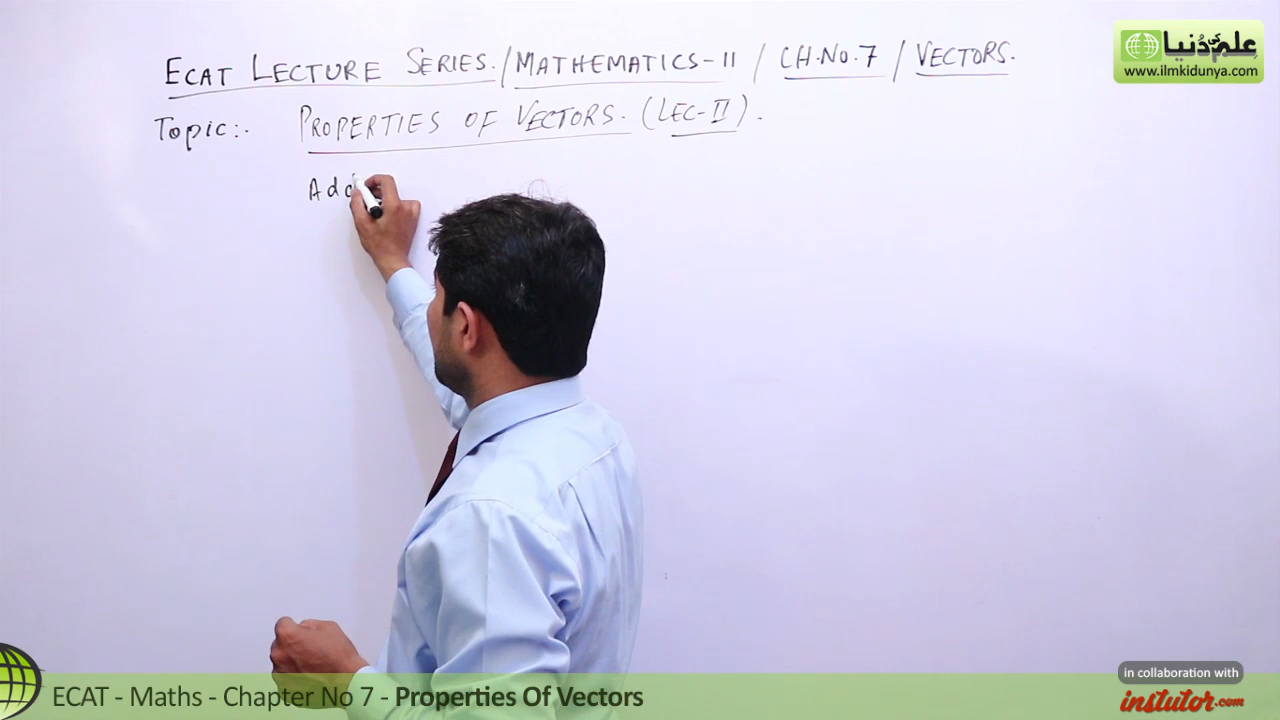 ECAT LECTURE SERIES. / MATHEMATICS-II / CH.NO.7 / VECTORS.
علم کی دنیا
www.ilmkidunya.com
Topic:. PROPERTIES OF VECTORS. (LEC-II).
Add
in collaboration with
ECAT - Maths - Chapter No 7 - Properties Of Vectors
instutor.com